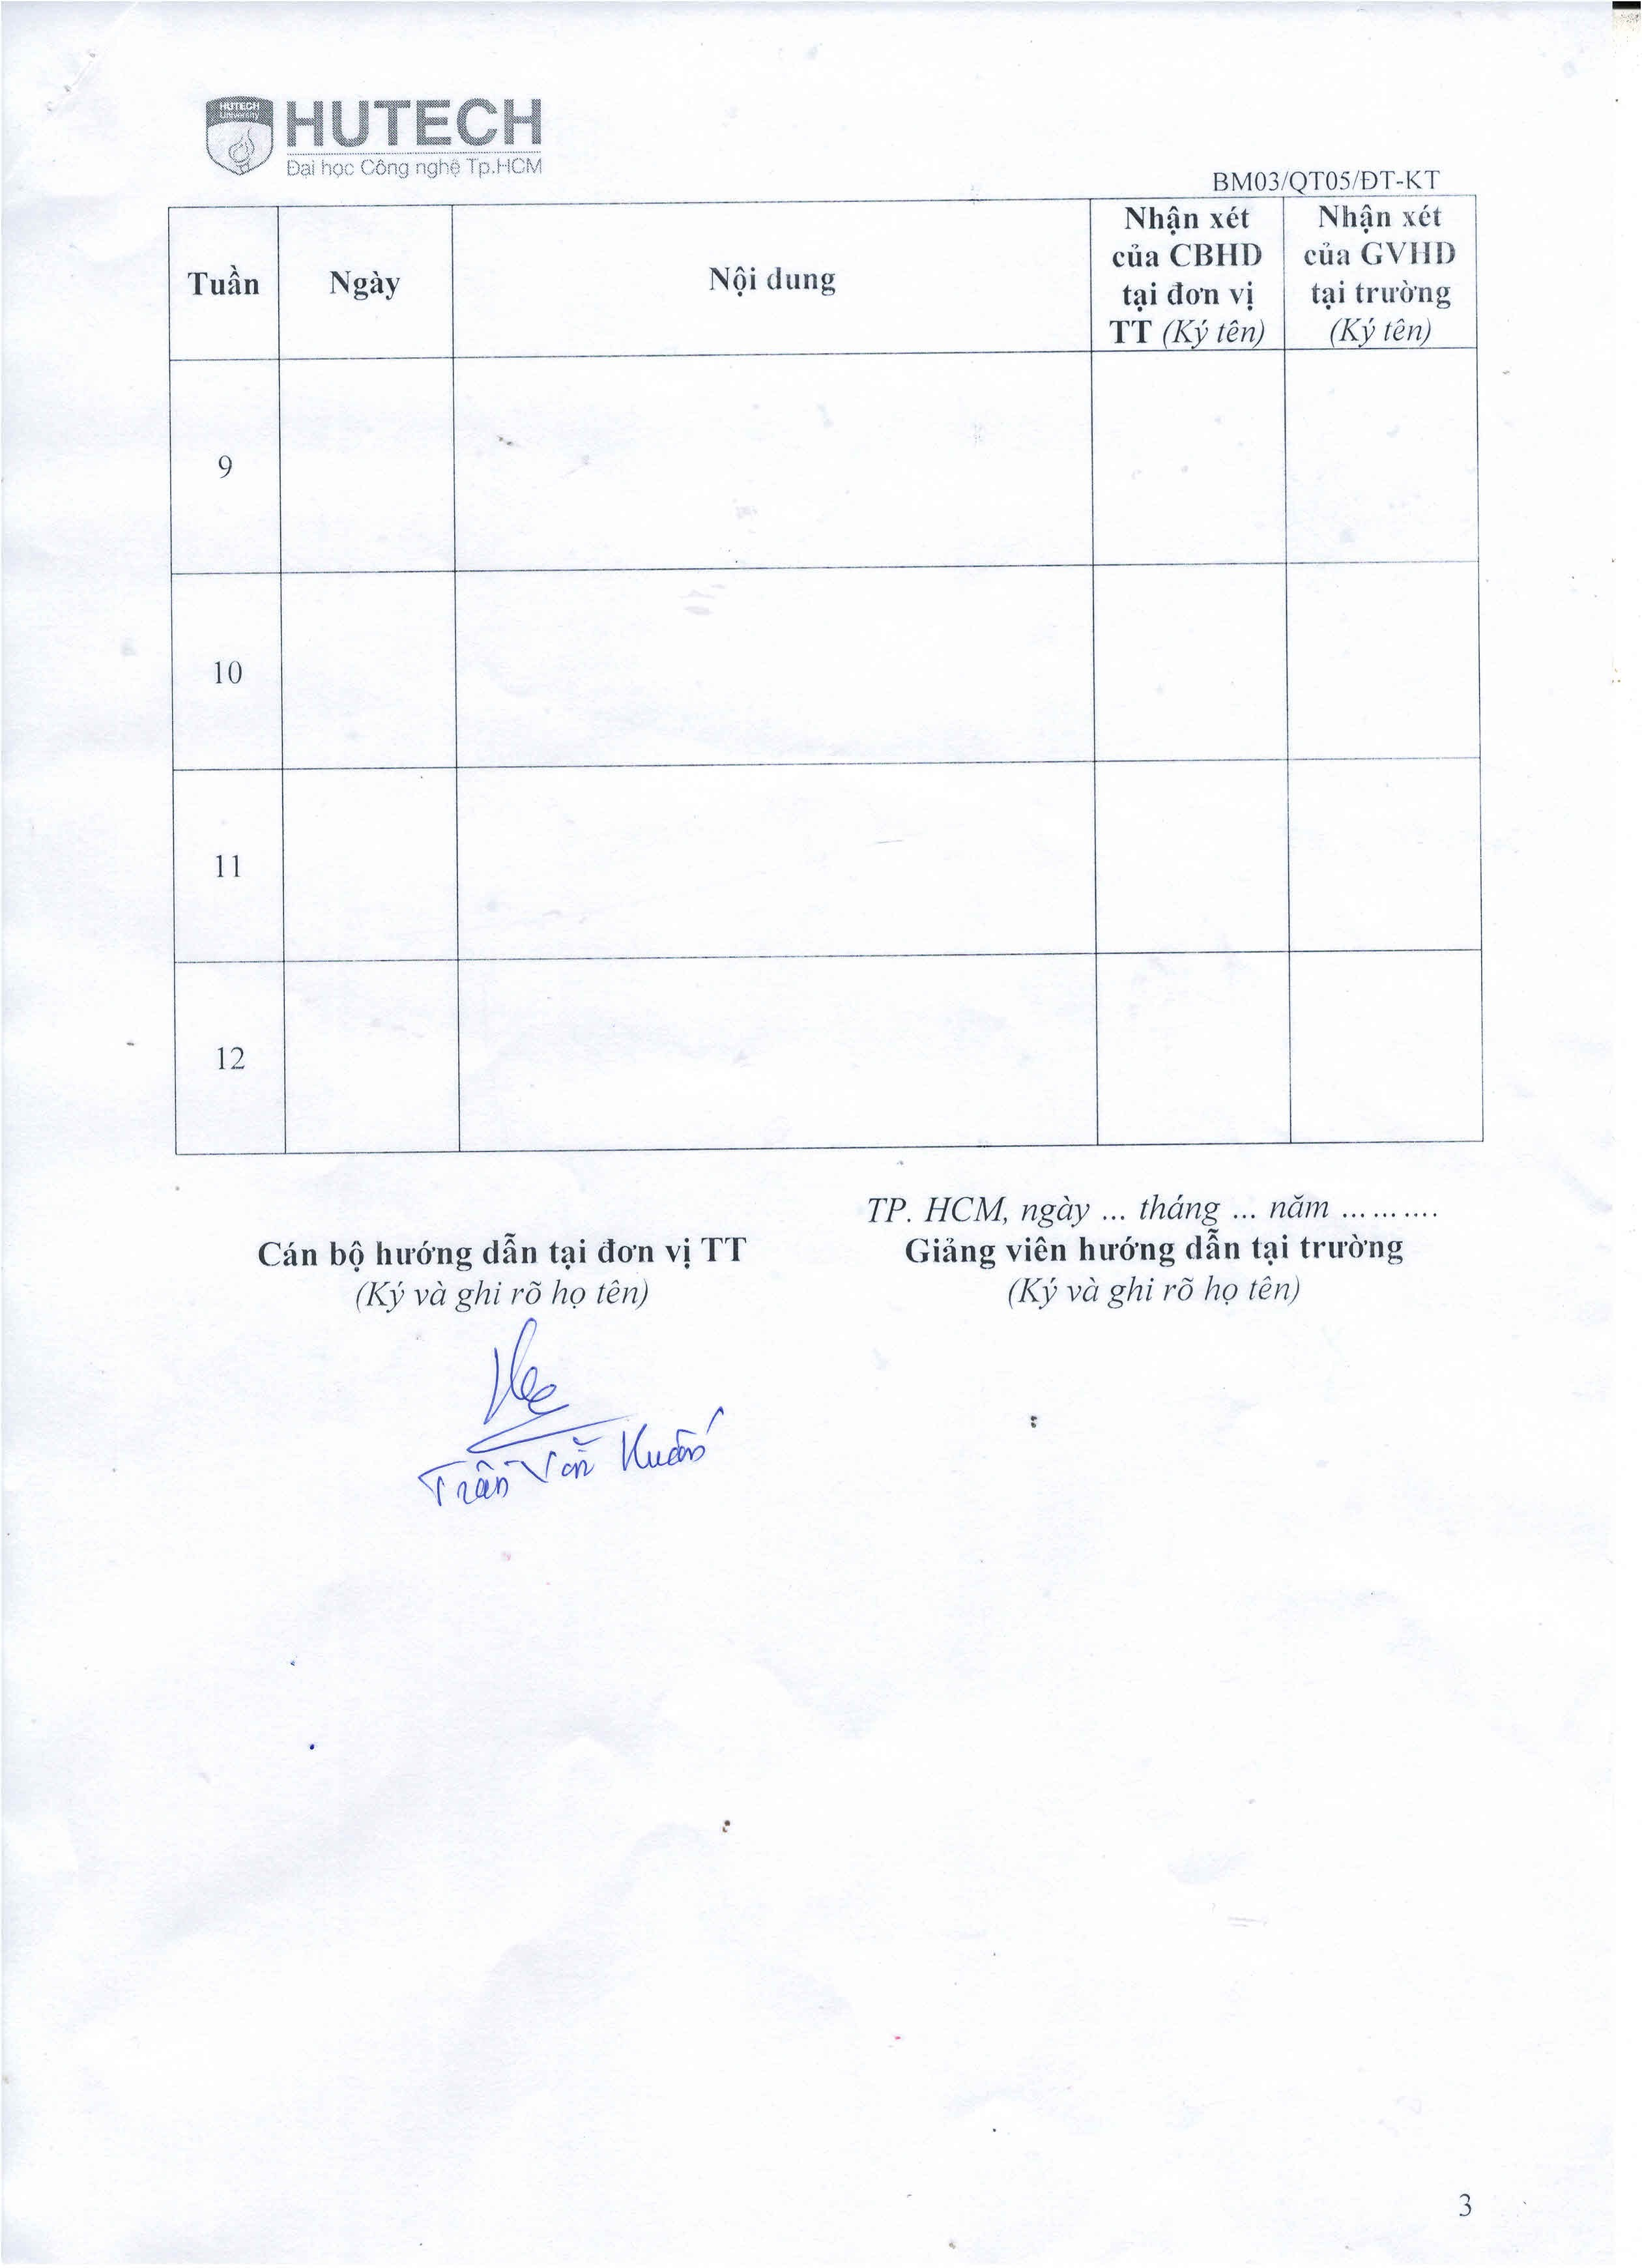 HUTECH
University
HUTECH
Đại học Công nghệ Tp.HCM
BM03/QT05/ĐT-KT
Tuần
Ngày
Nội dung
Nhận xét
của CBHD
tại đơn vị
TT (Ký tên)
Nhận xét
của GVHD
tại trường
(Ký tên)
9
10
11
12
TP. HCM, ngày ... tháng ... năm ..........
Cán bộ hướng dẫn tại đơn vị TT
Giảng viên hướng dẫn tại trường
(Ký và ghi rõ họ tên)
(Ký và ghi rõ họ tên)
Trần Văn
3